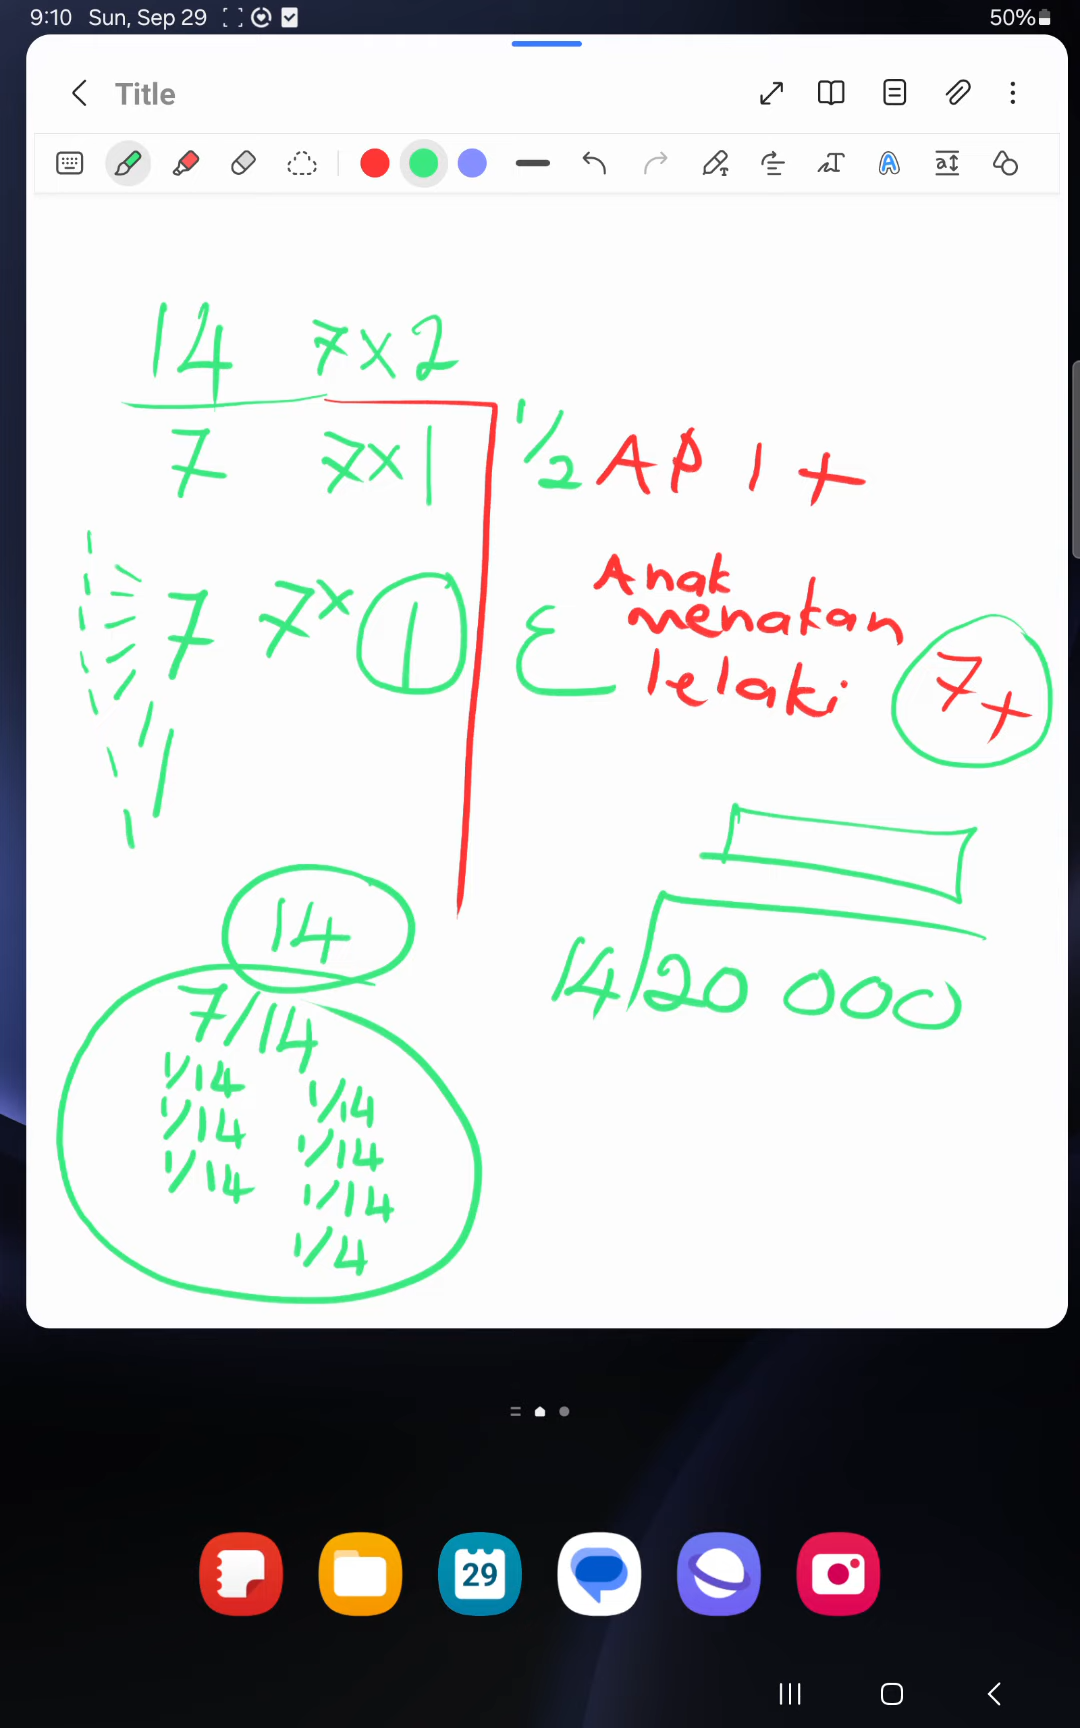 9:10 Sun, Sep 29
50%
Title
14 7x2
7 7x1
1/2 AP 1 +
7 7x 1
Anak
menakan
lelaki
7+
14
14 20 000
7/14
1/14 1/14
1/14 1/14
1/14 1/14
1/4
29